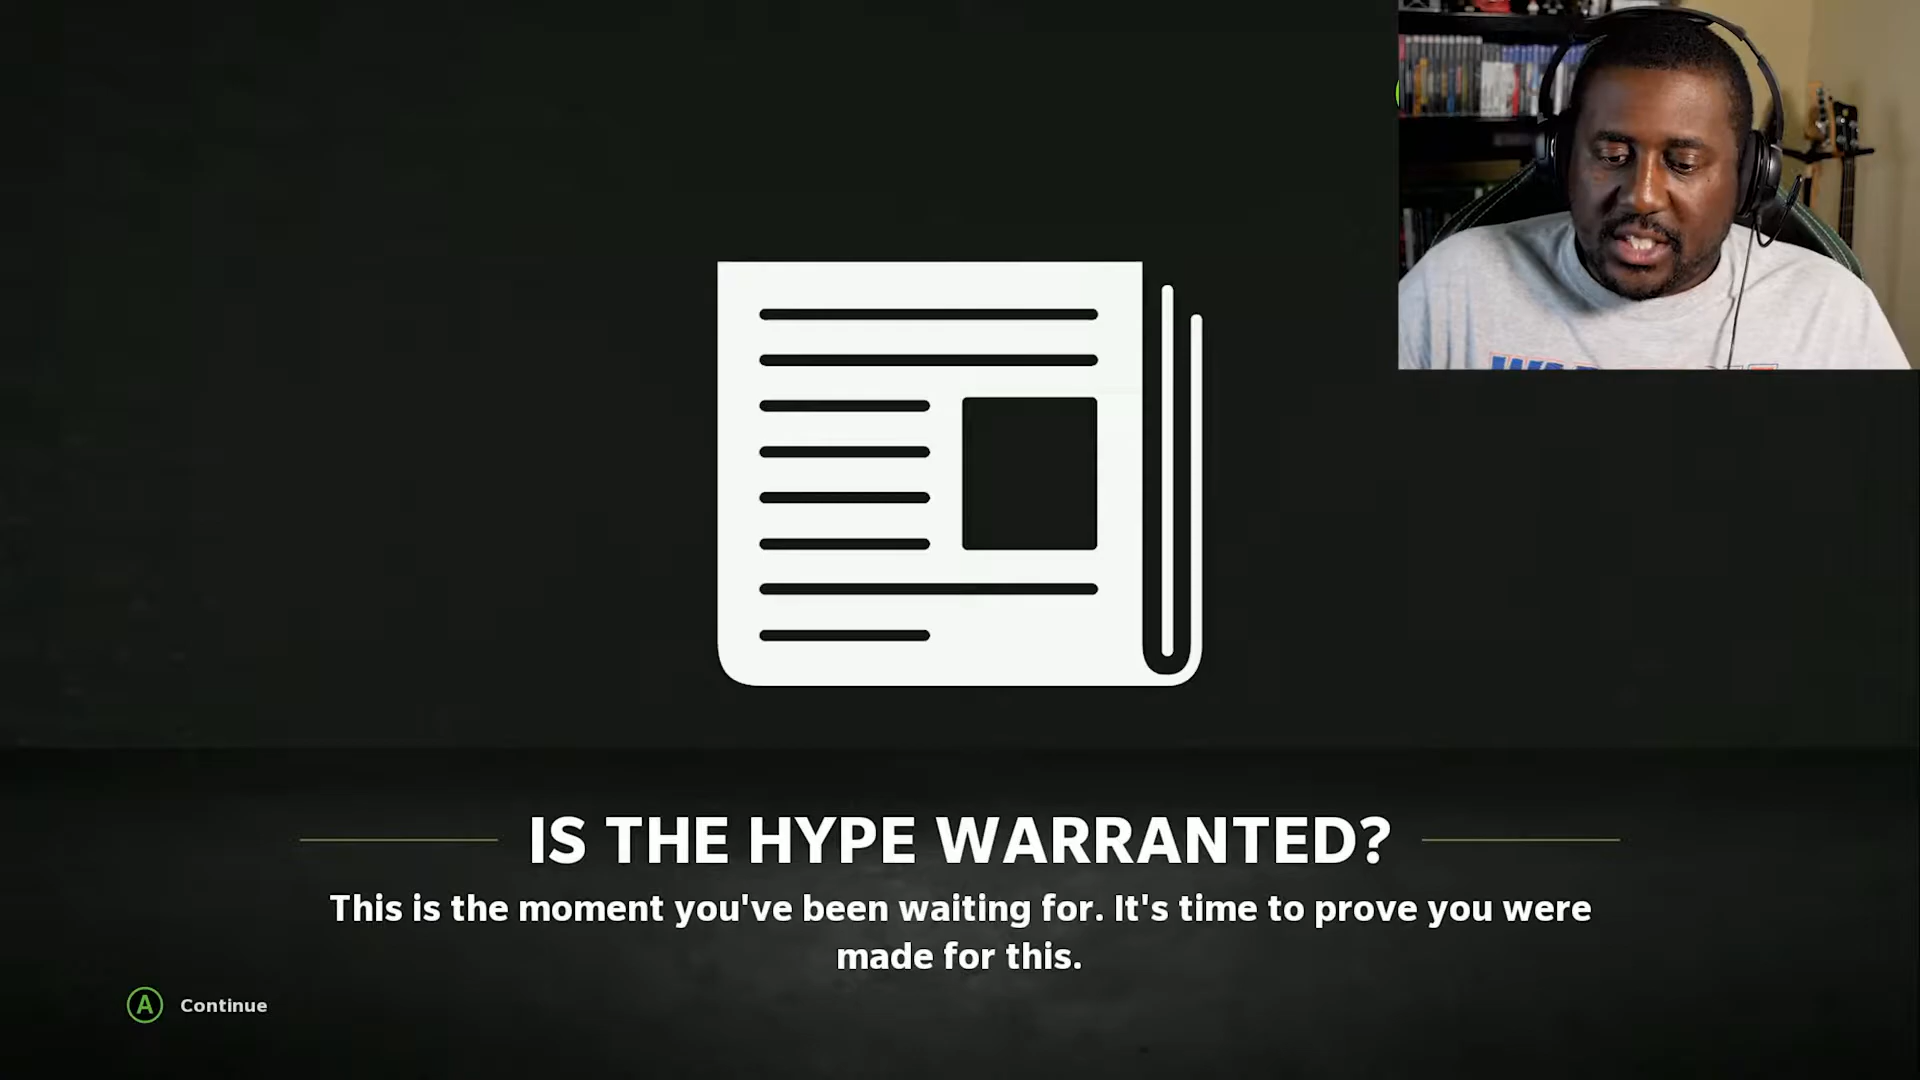 IS THE HYPE WARRANTED?
This is the moment you've been waiting for. It's time to prove you were
made for this.
A Continue